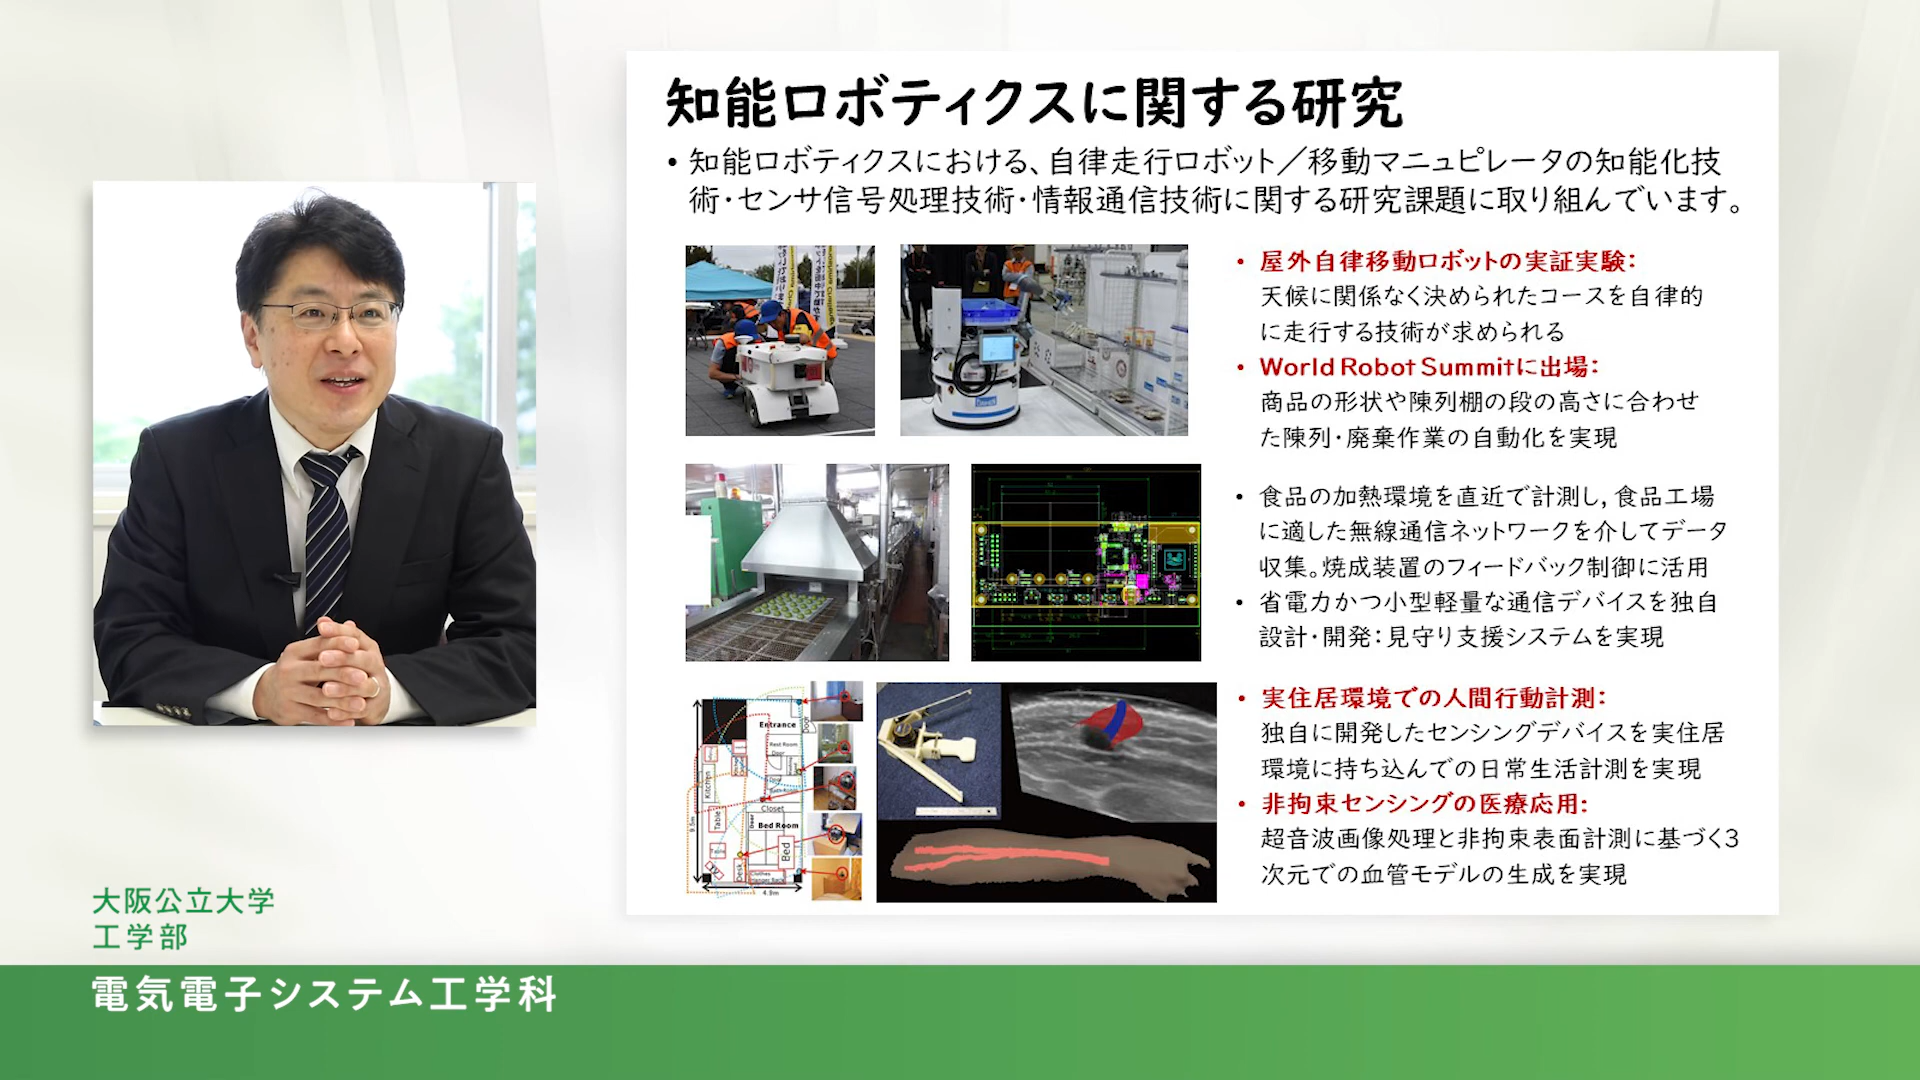 知能ロボティクスに関する研究
• 知能ロボティクスにおける、自律走行ロボット／移動マニュピレータの知能化技
術・センサ信号処理技術・情報通信技術に関する研究課題に取り組んでいます。
• 屋外自律移動ロボットの実証実験：
天候に関係なく決められたコースを自律的
に走行する技術が求められる
• World Robot Summitに出場：
商品の形状や陳列棚の段の高さに合わせ
た陳列・廃棄作業の自動化を実現
• 食品の加熱環境を直近で計測し，食品工場
に適した無線通信ネットワークを介してデータ
収集。焼成装置のフィードバック制御に活用
• 省電力かつ小型軽量な通信デバイスを独自
設計・開発：見守り支援システムを実現
Entrance
Door
Rest Room
Door
Kitchen
Closet
Table
Door
Bed Room
Bed
Desk
4.9m
• 実住居環境での人間行動計測：
独自に開発したセンシングデバイスを実住居
環境に持ち込んでの日常生活計測を実現
• 非拘束センシングの医療応用：
超音波画像処理と非拘束表面計測に基づく3
次元での血管モデルの生成を実現
大阪公立大学
工学部
電気電子システム工学科